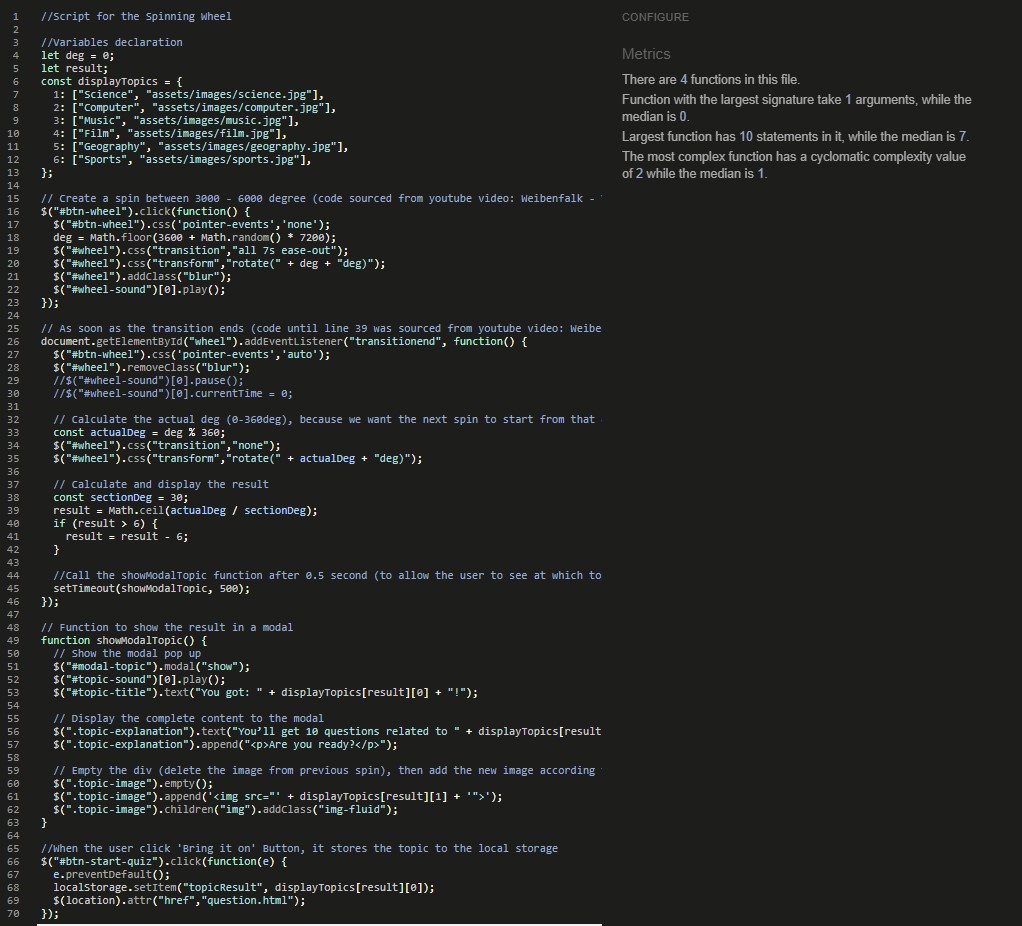 1 //Script for the Spinning Wheel
2
3 //Variables declaration
4 let deg = 0;
5 let result;
6 const displayTopics = {
7   1: ["Science", "assets/images/science.jpg"],
8   2: ["Computer", "assets/images/computer.jpg"],
9   3: ["Music", "assets/images/music.jpg"],
10   4: ["Film", "assets/images/film.jpg"],
11   5: ["Geography", "assets/images/geography.jpg"],
12   6: ["Sports", "assets/images/sports.jpg"],
13 };
14
15 // Create a spin between 3000 - 6000 degree (code sourced from youtube video: Weibenfalk -
16 $("#btn-wheel").click(function() {
17   $("#btn-wheel").css('pointer-events','none');
18   deg = Math.floor(3600 + Math.random() * 7200);
19   $("#wheel").css("transition","all 7s ease-out");
20   $("#wheel").css("transform","rotate(" + deg + "deg)");
21   $("#wheel").addClass("blur");
22   $("#wheel-sound")[0].play();
23 });
24
25 // As soon as the transition ends (code until line 39 was sourced from youtube video: Weibe
26 document.getElementById("wheel").addEventListener("transitionend", function() {
27   $("#btn-wheel").css('pointer-events','auto');
28   $("#wheel").removeClass("blur");
29   //$("#wheel-sound")[0].pause();
30   //$("#wheel-sound")[0].currentTime = 0;
31
32   // Calculate the actual deg (0-360deg), because we want the next spin to start from that
33   const actualDeg = deg % 360;
34   $("#wheel").css("transition","none");
35   $("#wheel").css("transform","rotate(" + actualDeg + "deg)");
36
37   // Calculate and display the result
38   const sectionDeg = 30;
39   result = Math.ceil(actualDeg / sectionDeg);
40   if (result > 6) {
41     result = result - 6;
42   }
43
44   //Call the showModalTopic function after 0.5 second (to allow the user to see at which to
45   setTimeout(showModalTopic, 500);
46 });
47
48 // Function to show the result in a modal
49 function showModalTopic() {
50   // Show the modal pop up
51   $("#modal-topic").modal("show");
52   $("#topic-sound")[0].play();
53   $("#topic-title").text("You got: " + displayTopics[result][0] + "!");
54
55   // Display the complete content to the modal
56   $(".topic-explanation").text("You'll get 10 questions related to " + displayTopics[result
57   $(".topic-explanation").append("<p>Are you ready?</p>");
58
59   // Empty the div (delete the image from previous spin), then add the new image according
60   $(".topic-image").empty();
61   $(".topic-image").append('<img src="' + displayTopics[result][1] + '">');
62   $(".topic-image").children("img").addClass("img-fluid");
63 }
64
65 //When the user click 'Bring it on' Button, it stores the topic to the local storage
66 $("#btn-start-quiz").click(function(e) {
67   e.preventDefault();
68   localStorage.setItem("topicResult", displayTopics[result][0]);
69   $(location).attr("href","question.html");
70 });
CONFIGURE
Metrics
There are 4 functions in this file.
Function with the largest signature take 1 arguments, while the
median is 0.
Largest function has 10 statements in it, while the median is 7.
The most complex function has a cyclomatic complexity value
of 2 while the median is 1.